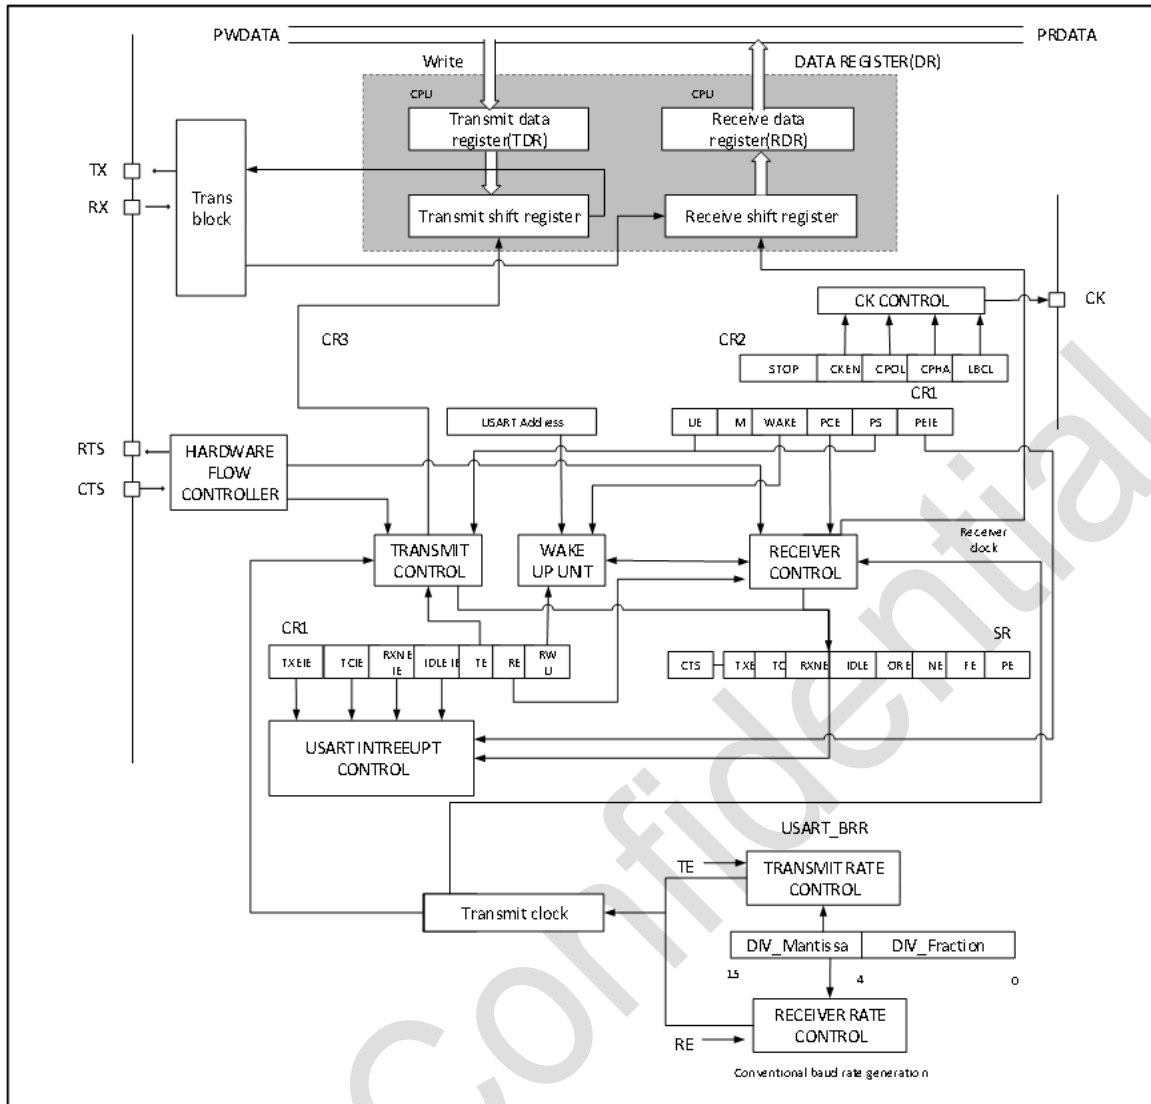 PWDATA
PRDATA
Write
DATA REGISTER(DR)
CPU
CPU
Transmit data
register(TDR)
Receive data
register(RDR)
TX
RX
Trans
block
Transmit shift register
Receive shift register
CK CONTROL
CK
CR3
CR2
STOP
CKEN
CPOL
CPHA
LBCL
CR1
USART Address
UE
M
WAKE
PCE
PS
PEIE
RTS
CTS
HARDWARE
FLOW
CONTROLLER
TRANSMIT
CONTROL
WAKE
UP UNIT
RECEIVER
CONTROL
Receiver
clock
CR1
SR
TXEIE
TCIE
RXNE
IE
IDLE IE
TE
RE
RW
U
CTS
TXE
TC
RXNE
IDLE
ORE
NE
FE
PE
USART INTREEUPT
CONTROL
USART_BRR
TE
TRANSMIT RATE
CONTROL
Transmit clock
DIV_Mantissa
DIV_Fraction
15
4
0
RECEIVER RATE
CONTROL
RE
Conventional baud rate generation
Confidential